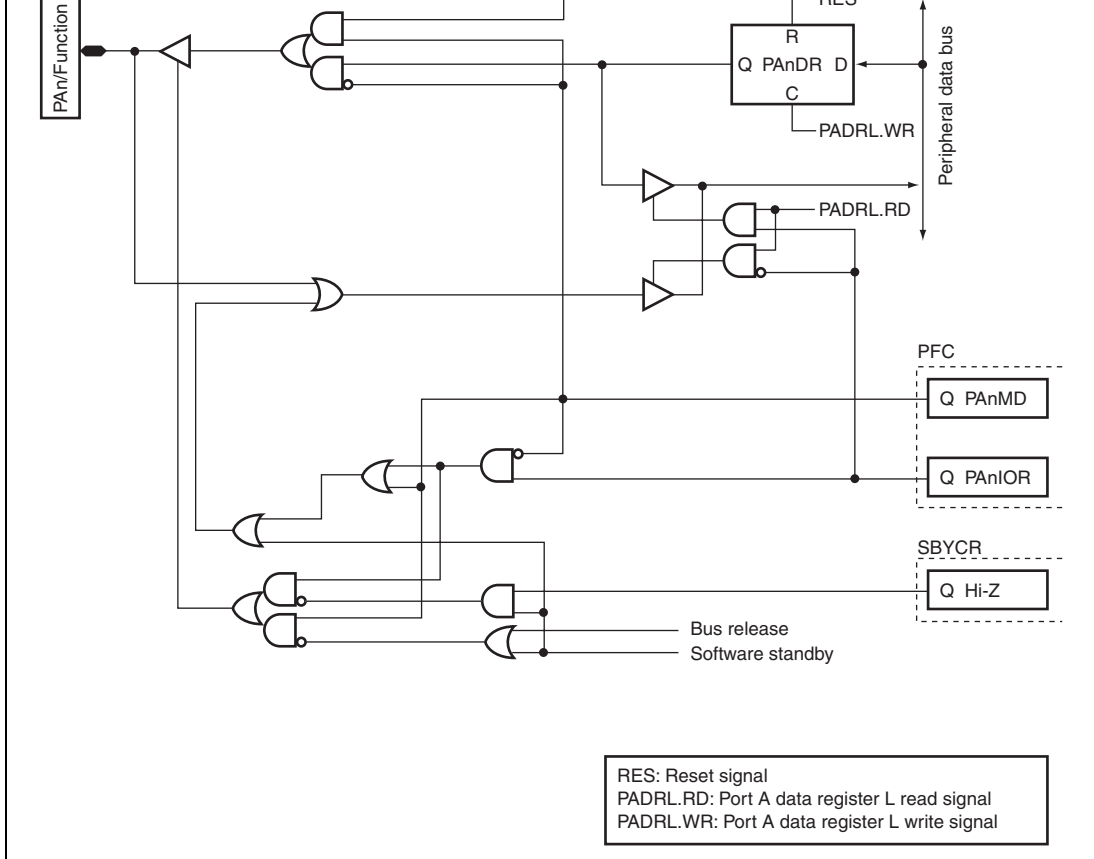 RES
PAn/Function
R
Q PAnDR D
C
PADRL.WR
Peripheral data bus
PADRL.RD
PFC
Q PAnMD
Q PAnIOR
SBYCR
Q Hi-Z
Bus release
Software standby
RES: Reset signal
PADRL.RD: Port A data register L read signal
PADRL.WR: Port A data register L write signal